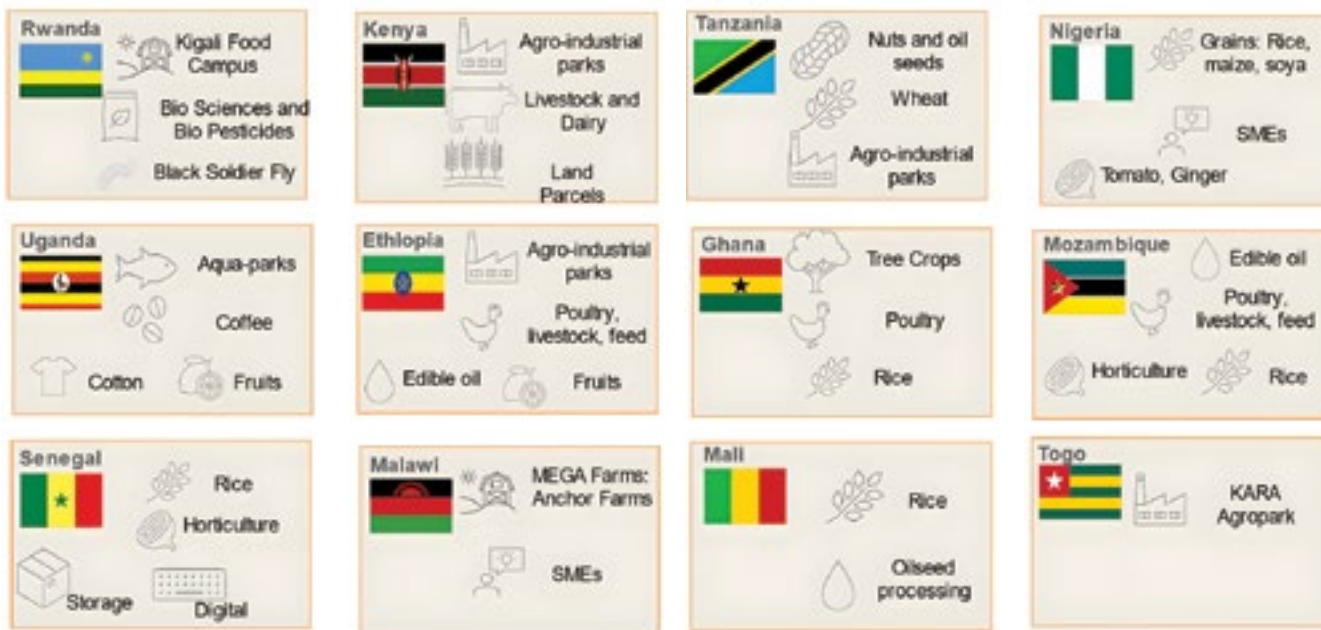 Rwanda
Kigali Food
Campus
Bio Sciences and
Bio Pesticides
Black Soldier Fly
Kenya
Agro-industrial
parks
Livestock and
Dairy
Land
Parcels
Tanzania
Nuts and oil
seeds
Wheat
Agro-industrial
parks
Nigeria
Grains: Rice,
maize, soya
SMEs
Tomato, Ginger
Uganda
Aqua-parks
Coffee
Cotton
Fruits
Ethiopia
Agro-industrial
parks
Poultry,
livestock, feed
Edible oil
Fruits
Ghana
Tree Crops
Poultry
Rice
Mozambique
Edible oil
Poultry,
livestock, feed
Horticulture
Rice
Senegal
Rice
Horticulture
Storage
Digital
Malawi
MEGA Farms:
Anchor Farms
SMEs
Mali
Rice
Oilseed
processing
Togo
KARA
Agropark